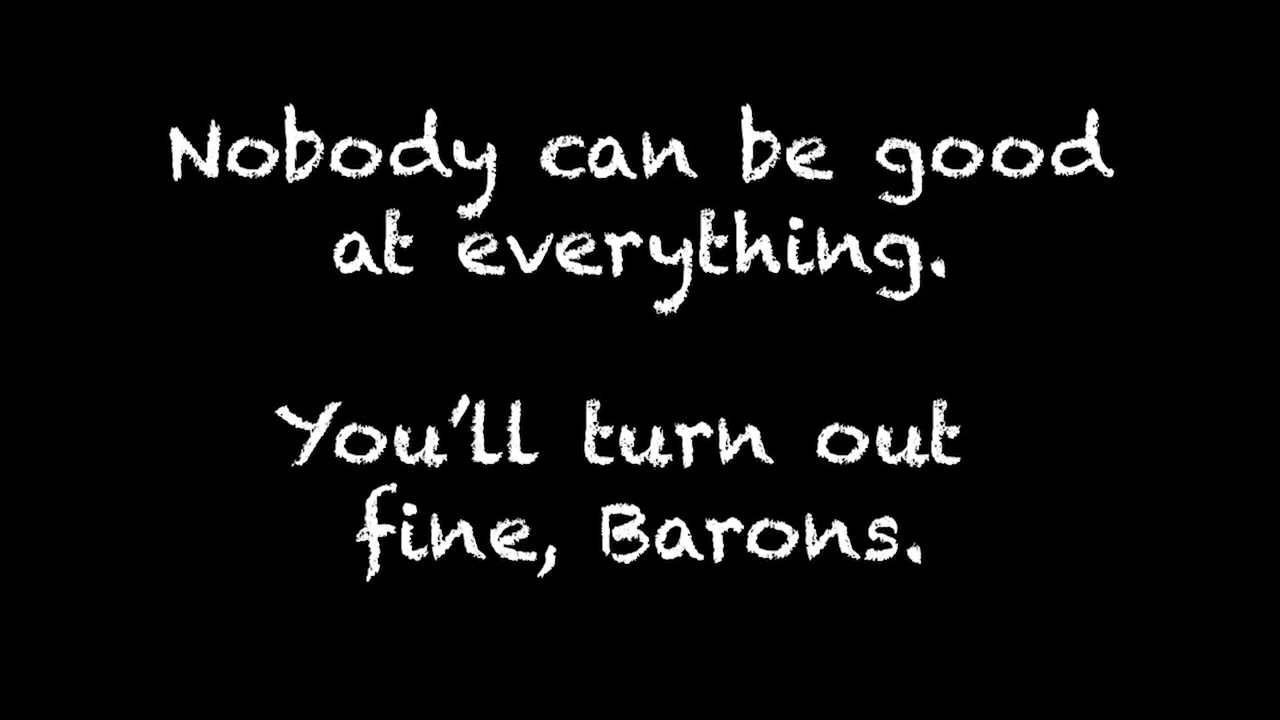 Nobody can be good
at everything.
You'll turn out
fine, Barons.